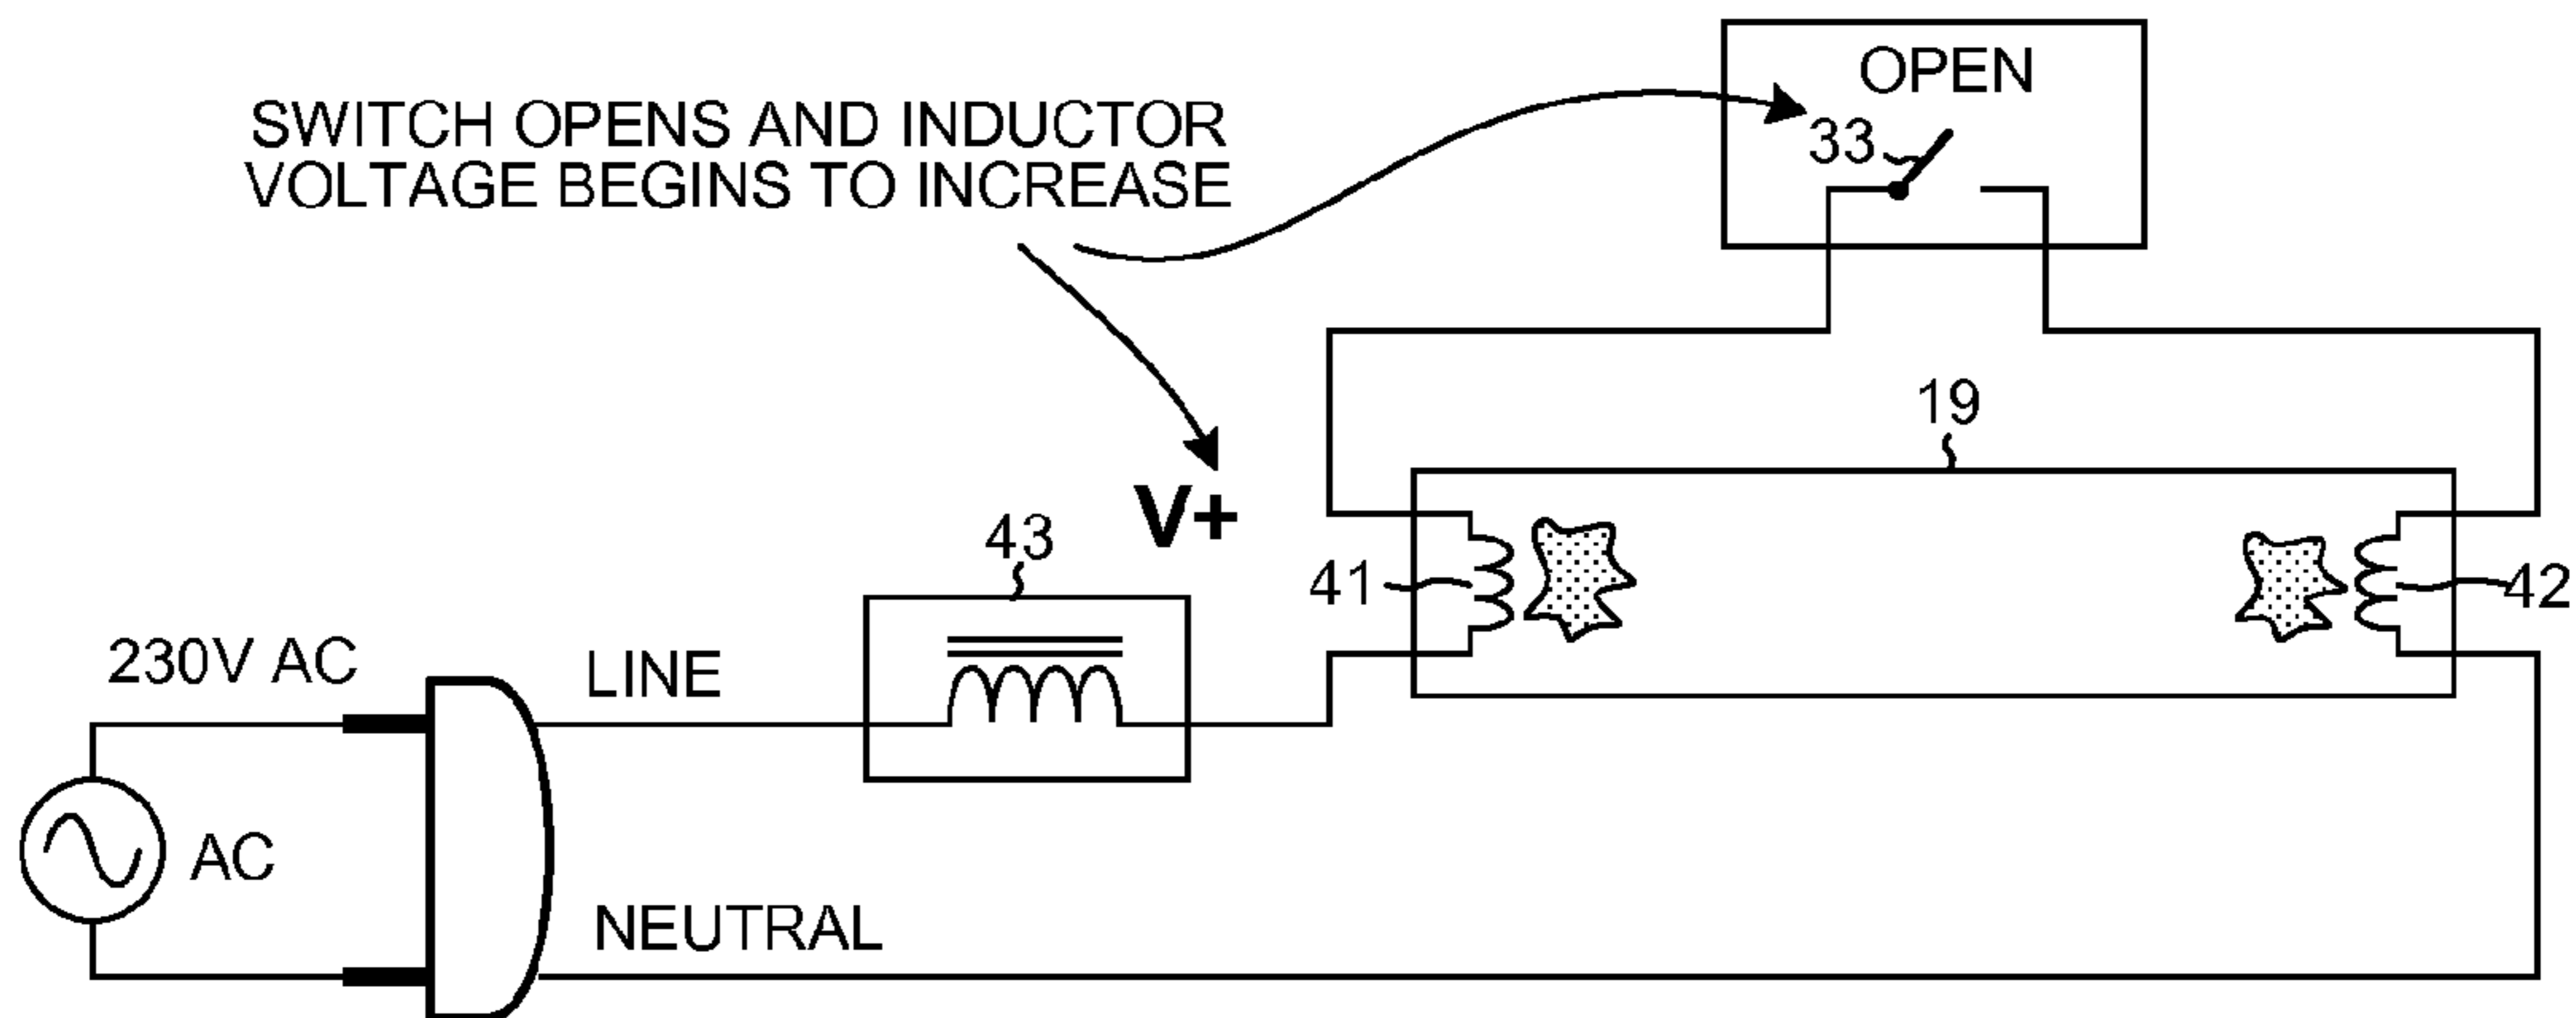 OPEN
SWITCH OPENS AND INDUCTOR
VOLTAGE BEGINS TO INCREASE
33
19
V+
43
41
42
230V AC
LINE
AC
NEUTRAL